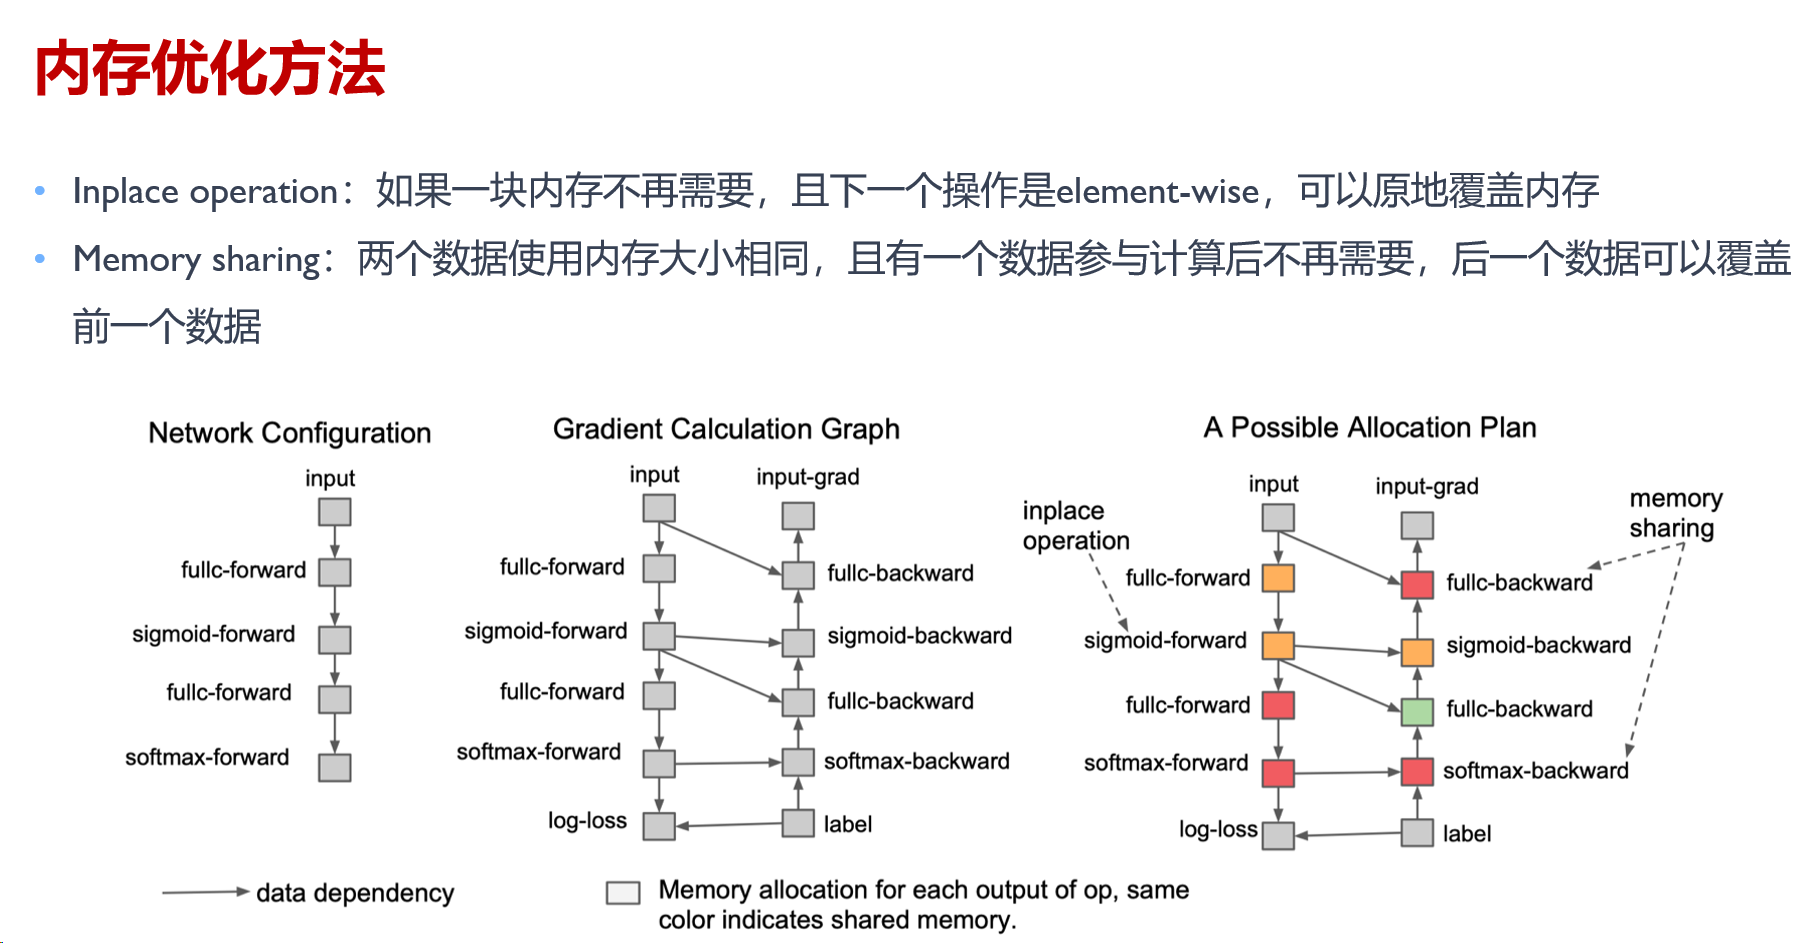 内存优化方法
• Inplace operation：如果一块内存不再需要，且下一个操作是element-wise，可以原地覆盖内存
• Memory sharing：两个数据使用内存大小相同，且有一个数据参与计算后不再需要，后一个数据可以覆盖
前一个数据
Network Configuration
input
fullc-forward
sigmoid-forward
fullc-forward
softmax-forward
Gradient Calculation Graph
input
input-grad
fullc-forward
fullc-backward
sigmoid-forward
sigmoid-backward
fullc-forward
fullc-backward
softmax-forward
softmax-backward
log-loss
label
A Possible Allocation Plan
input
input-grad
inplace
operation
memory
sharing
fullc-forward
fullc-backward
sigmoid-forward
sigmoid-backward
fullc-forward
fullc-backward
softmax-forward
softmax-backward
log-loss
label
data dependency
Memory allocation for each output of op, same
color indicates shared memory.